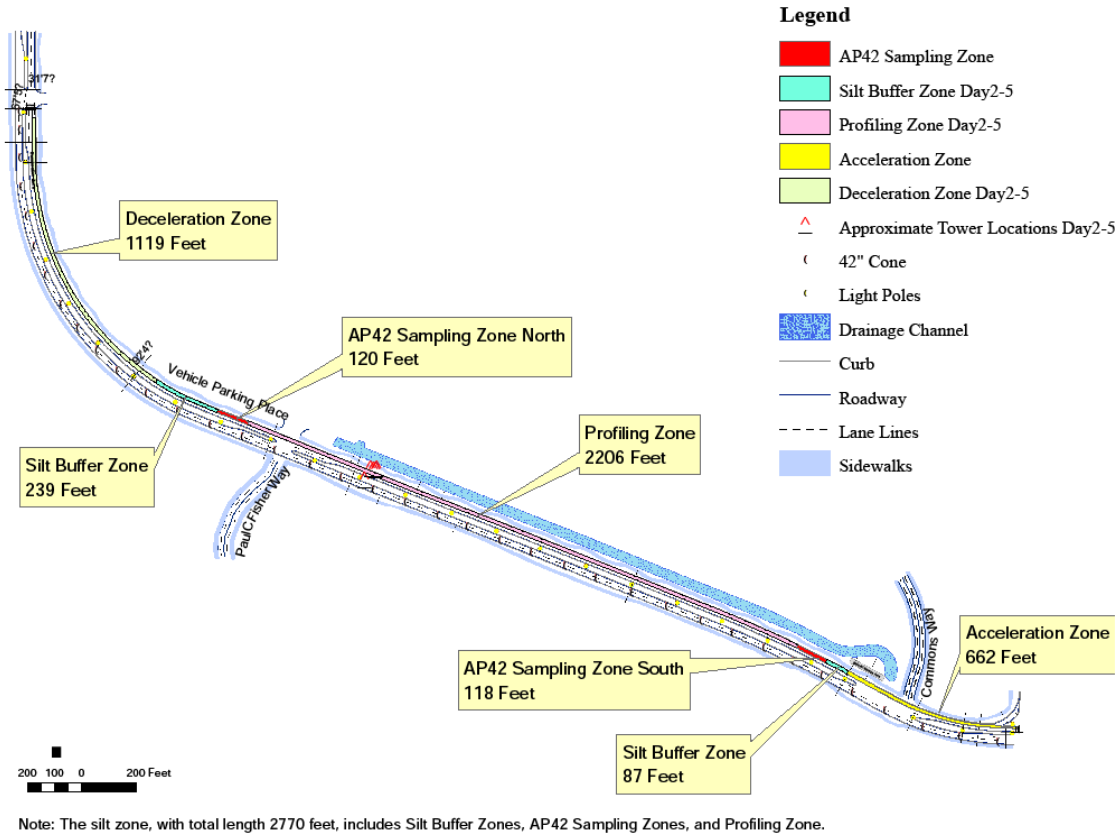 Legend
AP42 Sampling Zone
Silt Buffer Zone Day2-5
Profiling Zone Day2-5
Acceleration Zone
Deceleration Zone Day2-5
Approximate Tower Locations Day2-5
42" Cone
Light Poles
Drainage Channel
Curb
Roadway
Lane Lines
Sidewalks
31'7?
Deceleration Zone
1119 Feet
AP42 Sampling Zone North
120 Feet
Vehicle Parking Place
Profiling Zone
2206 Feet
Silt Buffer Zone
239 Feet
PaulC Fisher Way
Commons Way
Acceleration Zone
662 Feet
AP42 Sampling Zone South
118 Feet
Silt Buffer Zone
87 Feet
200 100 0 200 Feet
Note: The silt zone, with total length 2770 feet, includes Silt Buffer Zones, AP42 Sampling Zones, and Profiling Zone.